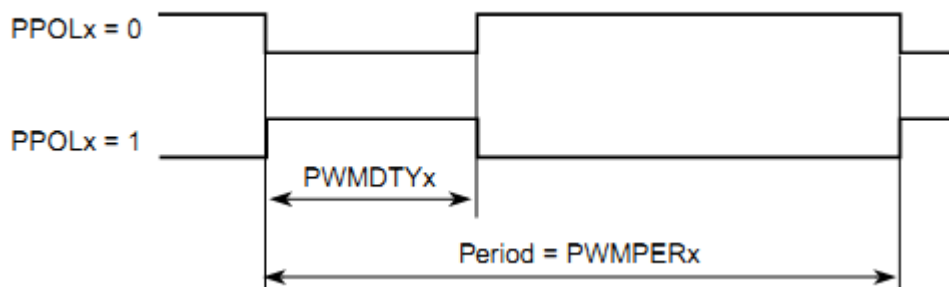 PPOLx = 0
PPOLx = 1
PWMDTYx
Period = PWMPERx